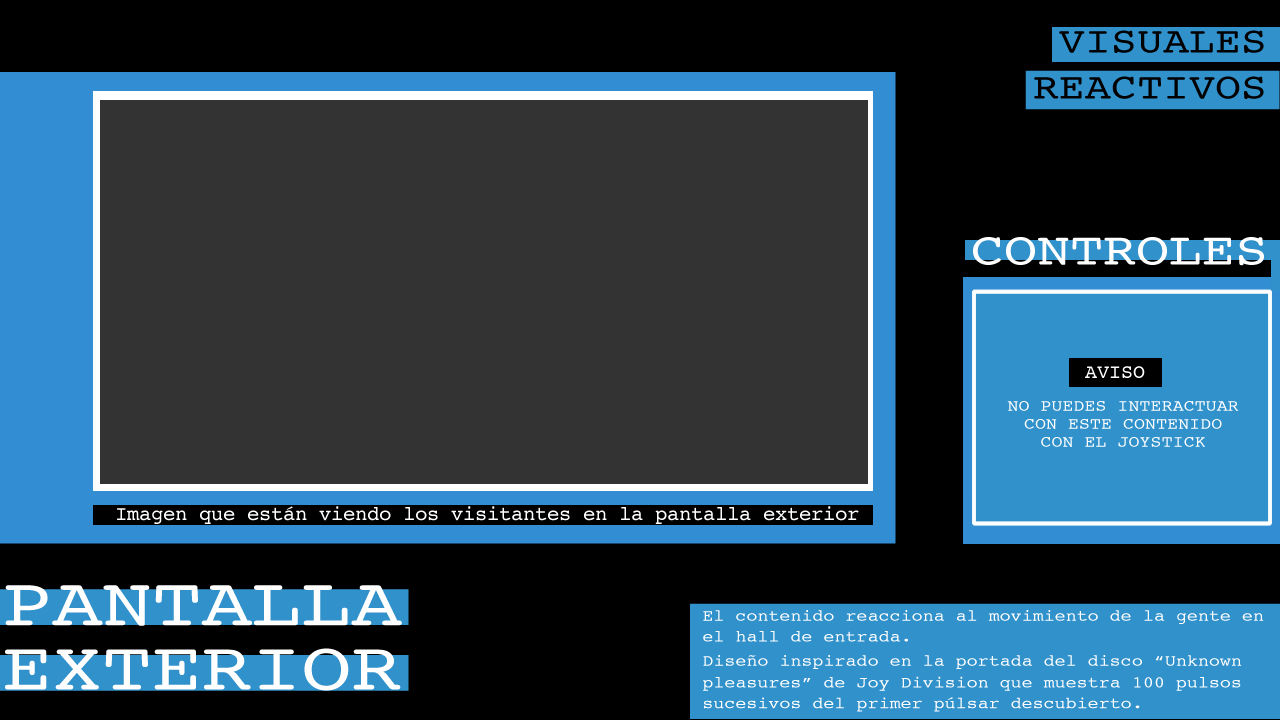 VISUALES
REACTIVOS
CONTROLES
AVISO
NO PUEDES INTERACTUAR
CON ESTE CONTENIDO
CON EL JOYSTICK
Imagen que están viendo los visitantes en la pantalla exterior
PANTALLA
EXTERIOR
El contenido reacciona al movimiento de la gente en
el hall de entrada.
Diseño inspirado en la portada del disco “Unknown
pleasures” de Joy Division que muestra 100 pulsos
sucesivos del primer púlsar descubierto.